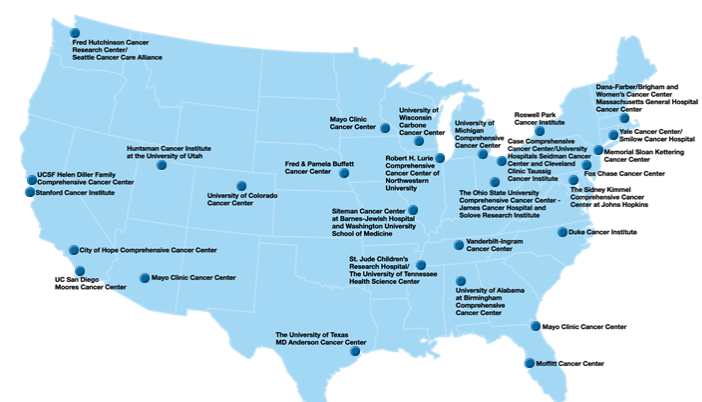 Fred Hutchinson Cancer
Research Center/
Seattle Cancer Care Alliance
Dana-Farber/Brigham and
Women's Cancer Center
Massachusetts General Hospital
Cancer Center
Mayo Clinic
Cancer Center
University of
Wisconsin
Carbone
Cancer Center
University of
Michigan
Comprehensive
Cancer Center
Roswell Park
Cancer Institute
Yale Cancer Center/
Smilow Cancer Hospital
Huntsman Cancer Institute
at the University of Utah
Fred & Pamela Buffett
Cancer Center
Robert H. Lurie
Comprehensive
Cancer Center of
Northwestern
University
Case Comprehensive
Cancer Center/University
Hospitals Seidman Cancer
Center and Cleveland
Clinic Taussig
Cancer Institute
Memorial Sloan Kettering
Cancer Center
Fox Chase Cancer Center
UCSF Helen Diller Family
Comprehensive Cancer Center
Stanford Cancer Institute
University of Colorado
Cancer Center
The Ohio State University
Comprehensive Cancer Center -
James Cancer Hospital and
Solove Research Institute
The Sidney Kimmel
Comprehensive Cancer
Center at Johns Hopkins
Siteman Cancer Center
at Barnes-Jewish Hospital
and Washington University
School of Medicine
Duke Cancer Institute
City of Hope Comprehensive Cancer Center
Vanderbilt-Ingram
Cancer Center
UC San Diego
Moores Cancer Center
Mayo Clinic Cancer Center
St. Jude Children's
Research Hospital/
The University of Tennessee
Health Science Center
University of Alabama
at Birmingham
Comprehensive
Cancer Center
The University of Texas
MD Anderson Cancer Center
Mayo Clinic Cancer Center
Moffitt Cancer Center